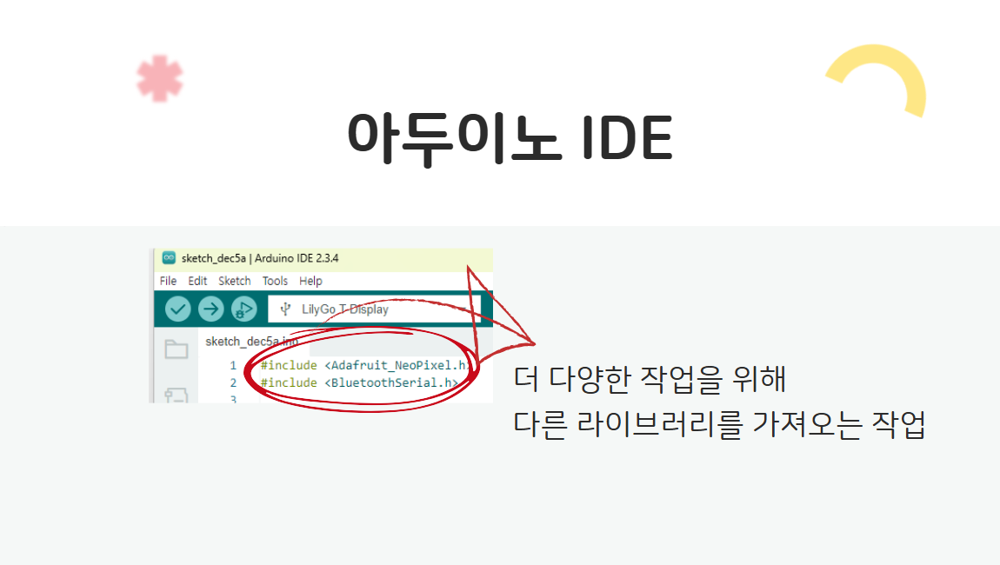 아두이노 IDE
sketch_dec5a | Arduino IDE 2.3.4
File Edit Sketch Tools Help
LilyGo T-Display
sketch_dec5a.ino
1 #include <Adafruit_NeoPixel.h>
2 #include <BluetoothSerial.h>
3
더 다양한 작업을 위해
다른 라이브러리를 가져오는 작업